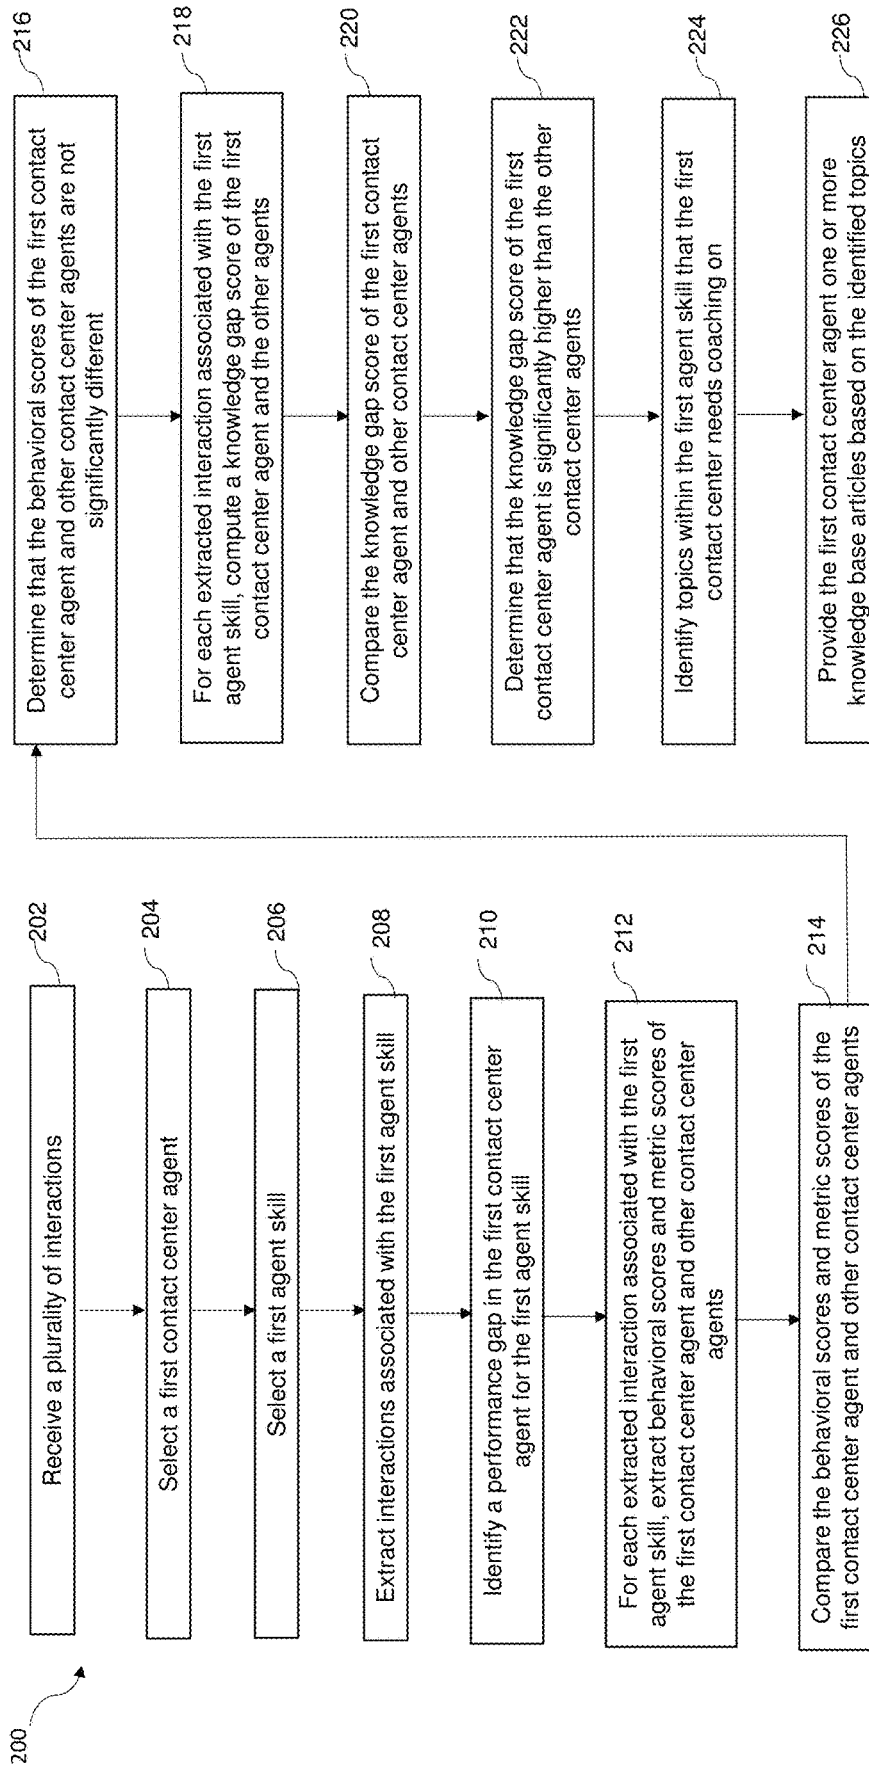 200
Receive a plurality of interactions
202
Select a first contact center agent
204
Select a first agent skill
206
Extract interactions associated with the first agent skill
208
Identify a performance gap in the first contact center
agent for the first agent skill
210
For each extracted interaction associated with the first
agent skill, extract behavioral scores and metric scores of
the first contact center agent and other contact center
agents
212
Compare the behavioral scores and metric scores of the
first contact center agent and other contact center agents
214
Determine that the behavioral scores of the first contact
center agent and other contact center agents are not
significantly different
216
For each extracted interaction associated with the first
agent skill, compute a knowledge gap score of the first
contact center agent and the other agents
218
Compare the knowledge gap score of the first contact
center agent and other contact center agents
220
Determine that the knowledge gap score of the first
contact center agent is significantly higher than the other
contact center agents
222
Identify topics within the first agent skill that the first
contact center needs coaching on
224
Provide the first contact center agent one or more
knowledge base articles based on the identified topics
226